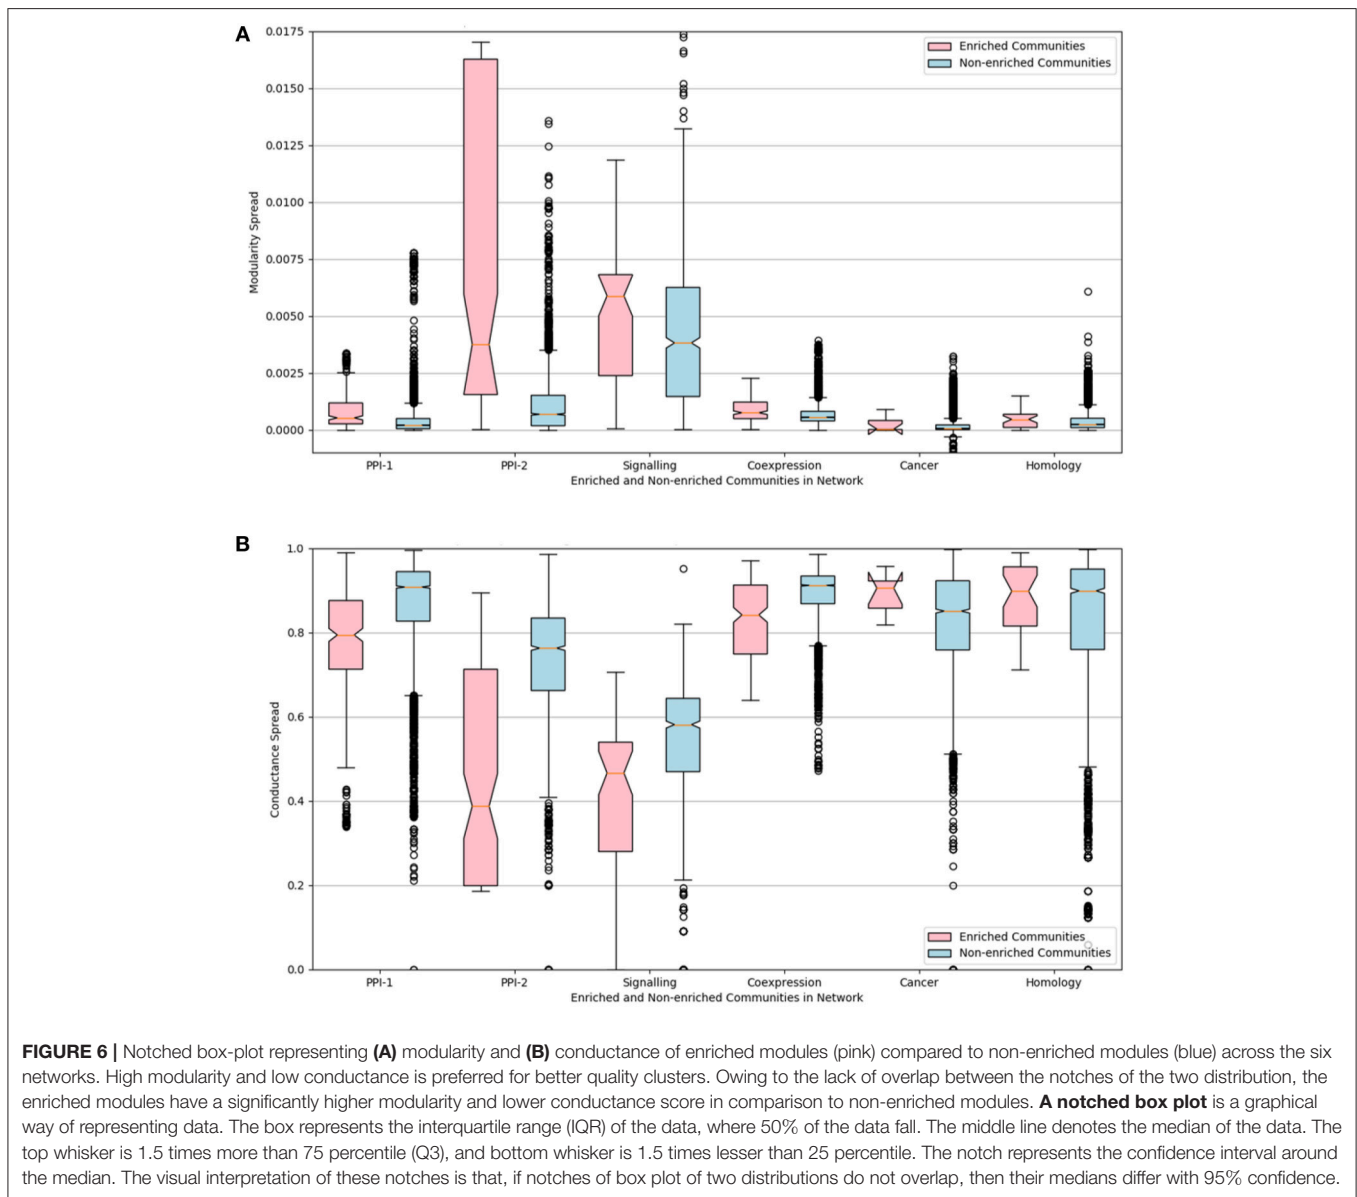 A
0.0175
0.0150
0.0125
0.0100
0.0075
0.0050
0.0025
0.0000
Modularity Spread
Enriched Communities
Non-enriched Communities
PPI-1 PPI-2 Signalling Coexpression Cancer Homology
Enriched and Non-enriched Communities in Network
B
1.0
0.8
0.6
0.4
0.2
0.0
Conductance Spread
Enriched Communities
Non-enriched Communities
PPI-1 PPI-2 Signalling Coexpression Cancer Homology
Enriched and Non-enriched Communities in Network
FIGURE 6 | Notched box-plot representing (A) modularity and (B) conductance of enriched modules (pink) compared to non-enriched modules (blue) across the six
networks. High modularity and low conductance is preferred for better quality clusters. Owing to the lack of overlap between the notches of the two distribution, the
enriched modules have a significantly higher modularity and lower conductance score in comparison to non-enriched modules. A notched box plot is a graphical
way of representing data. The box represents the interquartile range (IQR) of the data, where 50% of the data fall. The middle line denotes the median of the data. The
top whisker is 1.5 times more than 75 percentile (Q3), and bottom whisker is 1.5 times lesser than 25 percentile. The notch represents the confidence interval around
the median. The visual interpretation of these notches is that, if notches of box plot of two distributions do not overlap, then their medians differ with 95% confidence.